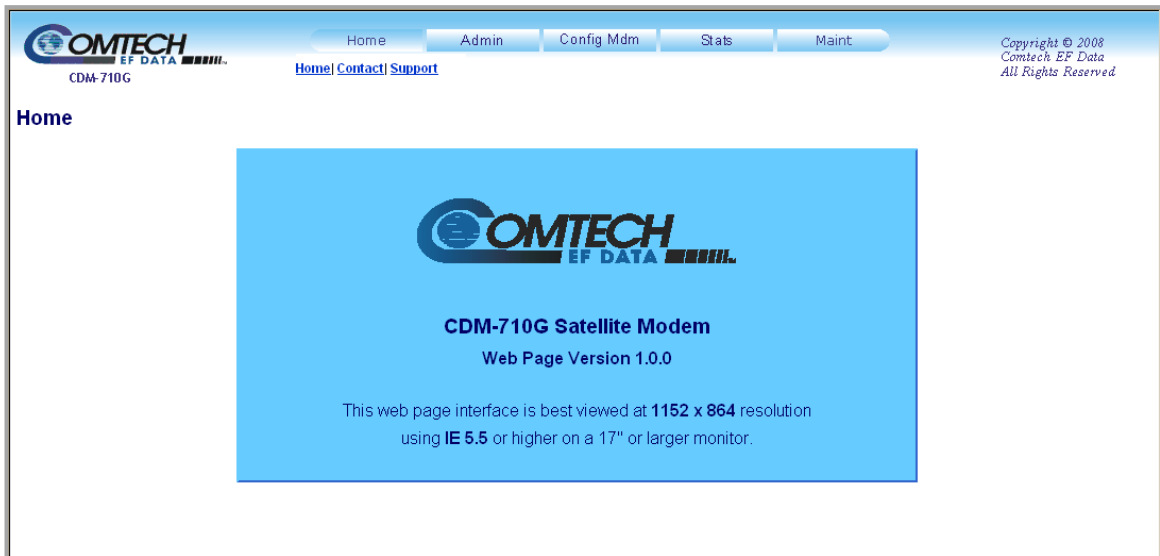 COMTECH
EF DATA
CDM-710G
Home Admin Config Mdm Stats Maint
Home| Contact| Support
Copyright © 2008
Comtech EF Data
All Rights Reserved
Home
COMTECH
EF DATA
CDM-710G Satellite Modem
Web Page Version 1.0.0
This web page interface is best viewed at 1152 x 864 resolution
using IE 5.5 or higher on a 17" or larger monitor.